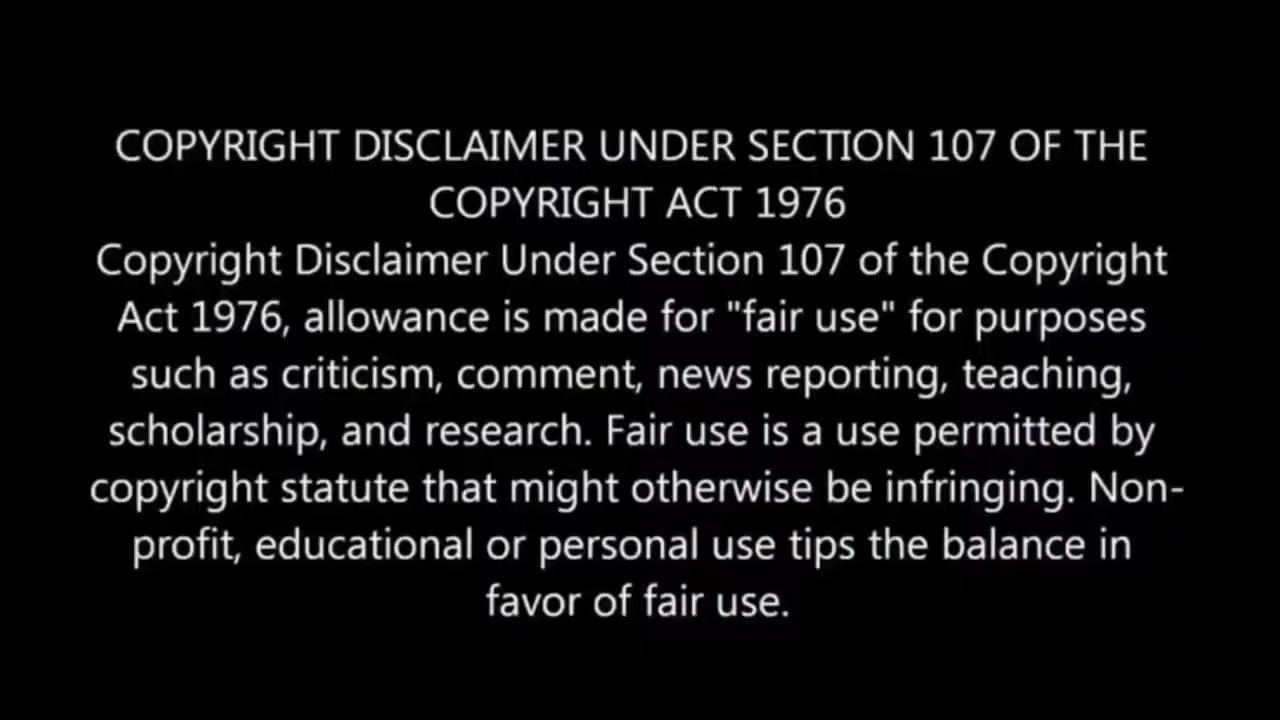 COPYRIGHT DISCLAIMER UNDER SECTION 107 OF THE
COPYRIGHT ACT 1976
Copyright Disclaimer Under Section 107 of the Copyright
Act 1976, allowance is made for "fair use" for purposes
such as criticism, comment, news reporting, teaching,
scholarship, and research. Fair use is a use permitted by
copyright statute that might otherwise be infringing. Non-
profit, educational or personal use tips the balance in
favor of fair use.